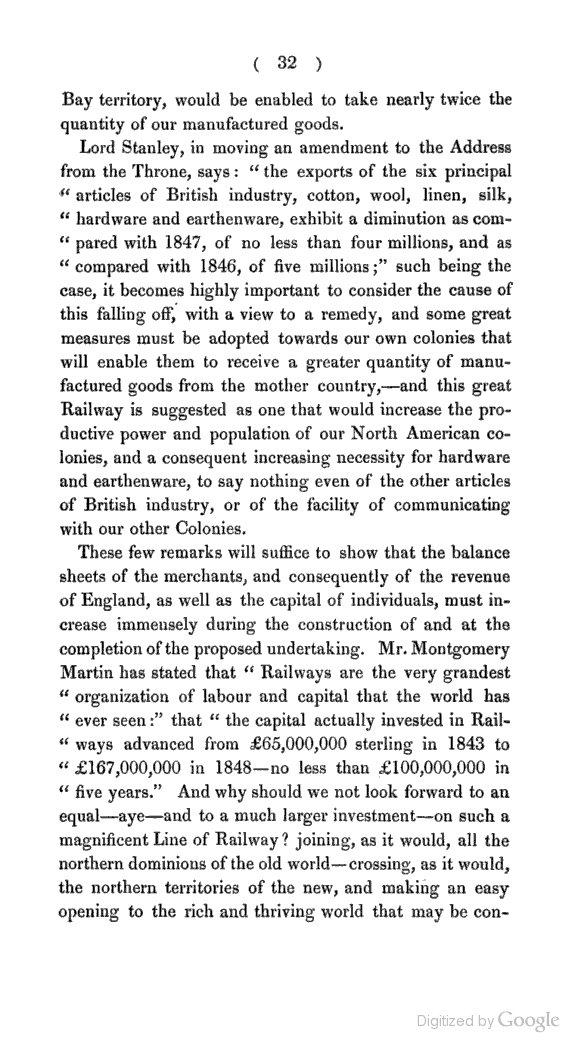 ( 32 )
Bay territory, would be enabled to take nearly twice the
quantity of our manufactured goods.
Lord Stanley, in moving an amendment to the Address
from the Throne, says: “the exports of the six principal
“ articles of British industry, cotton, wool, linen, silk,
“ hardware and earthenware, exhibit a diminution as com-
“ pared with 1847, of no less than four millions, and as
“ compared with 1846, of five millions;” such being the
case, it becomes highly important to consider the cause of
this falling off, with a view to a remedy, and some great
measures must be adopted towards our own colonies that
will enable them to receive a greater quantity of manu-
factured goods from the mother country,—and this great
Railway is suggested as one that would increase the pro-
ductive power and population of our North American co-
lonies, and a consequent increasing necessity for hardware
and earthenware, to say nothing even of the other articles
of British industry, or of the facility of communicating
with our other Colonies.
These few remarks will suffice to show that the balance
sheets of the merchants, and consequently of the revenue
of England, as well as the capital of individuals, must in-
crease immensely during the construction of and at the
completion of the proposed undertaking. Mr. Montgomery
Martin has stated that “ Railways are the very grandest
“ organization of labour and capital that the world has
“ ever seen:” that “ the capital actually invested in Rail-
“ ways advanced from £65,000,000 sterling in 1843 to
“ £167,000,000 in 1848—no less than £100,000,000 in
“ five years.” And why should we not look forward to an
equal—aye—and to a much larger investment—on such a
magnificent Line of Railway? joining, as it would, all the
northern dominions of the old world—crossing, as it would,
the northern territories of the new, and making an easy
opening to the rich and thriving world that may be con-
Digitized by Google